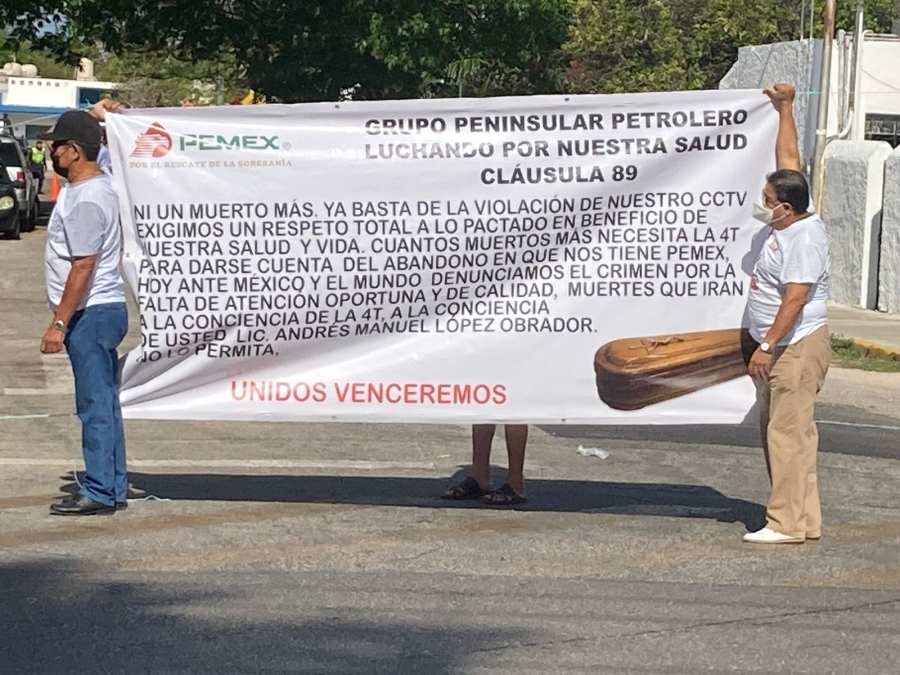 PEMEX®
POR EL RESCATE DE LA SOBERANÍA
GRUPO PENINSULAR PETROLERO
LUCHANDO POR NUESTRA SALUD
CLÁUSULA 89
NI UN MUERTO MÁS. YA BASTA DE LA VIOLACIÓN DE NUESTRO CCTV
EXIGIMOS UN RESPETO TOTAL A LO PACTADO EN BENEFICIO DE
NUESTRA SALUD Y VIDA. CUANTOS MUERTOS MAS NECESITA LA 4T
PARA DARSE CUENTA DEL ABANDONO EN QUE NOS TIENE PEMEX,
HOY ANTE MÉXICO Y EL MUNDO DENUNCIAMOS EL CRIMEN POR LA
FALTA DE ATENCIÓN OPORTUNA Y DE CALIDAD, MUERTES QUE IRÁN
A LA CONCIENCIA DE LA 4T, A LA CONCIENCIA
DE USTED LIC. ANDRÉS MANUEL LÓPEZ OBRADOR.
NO LO PERMITA,
UNIDOS VENCEREMOS